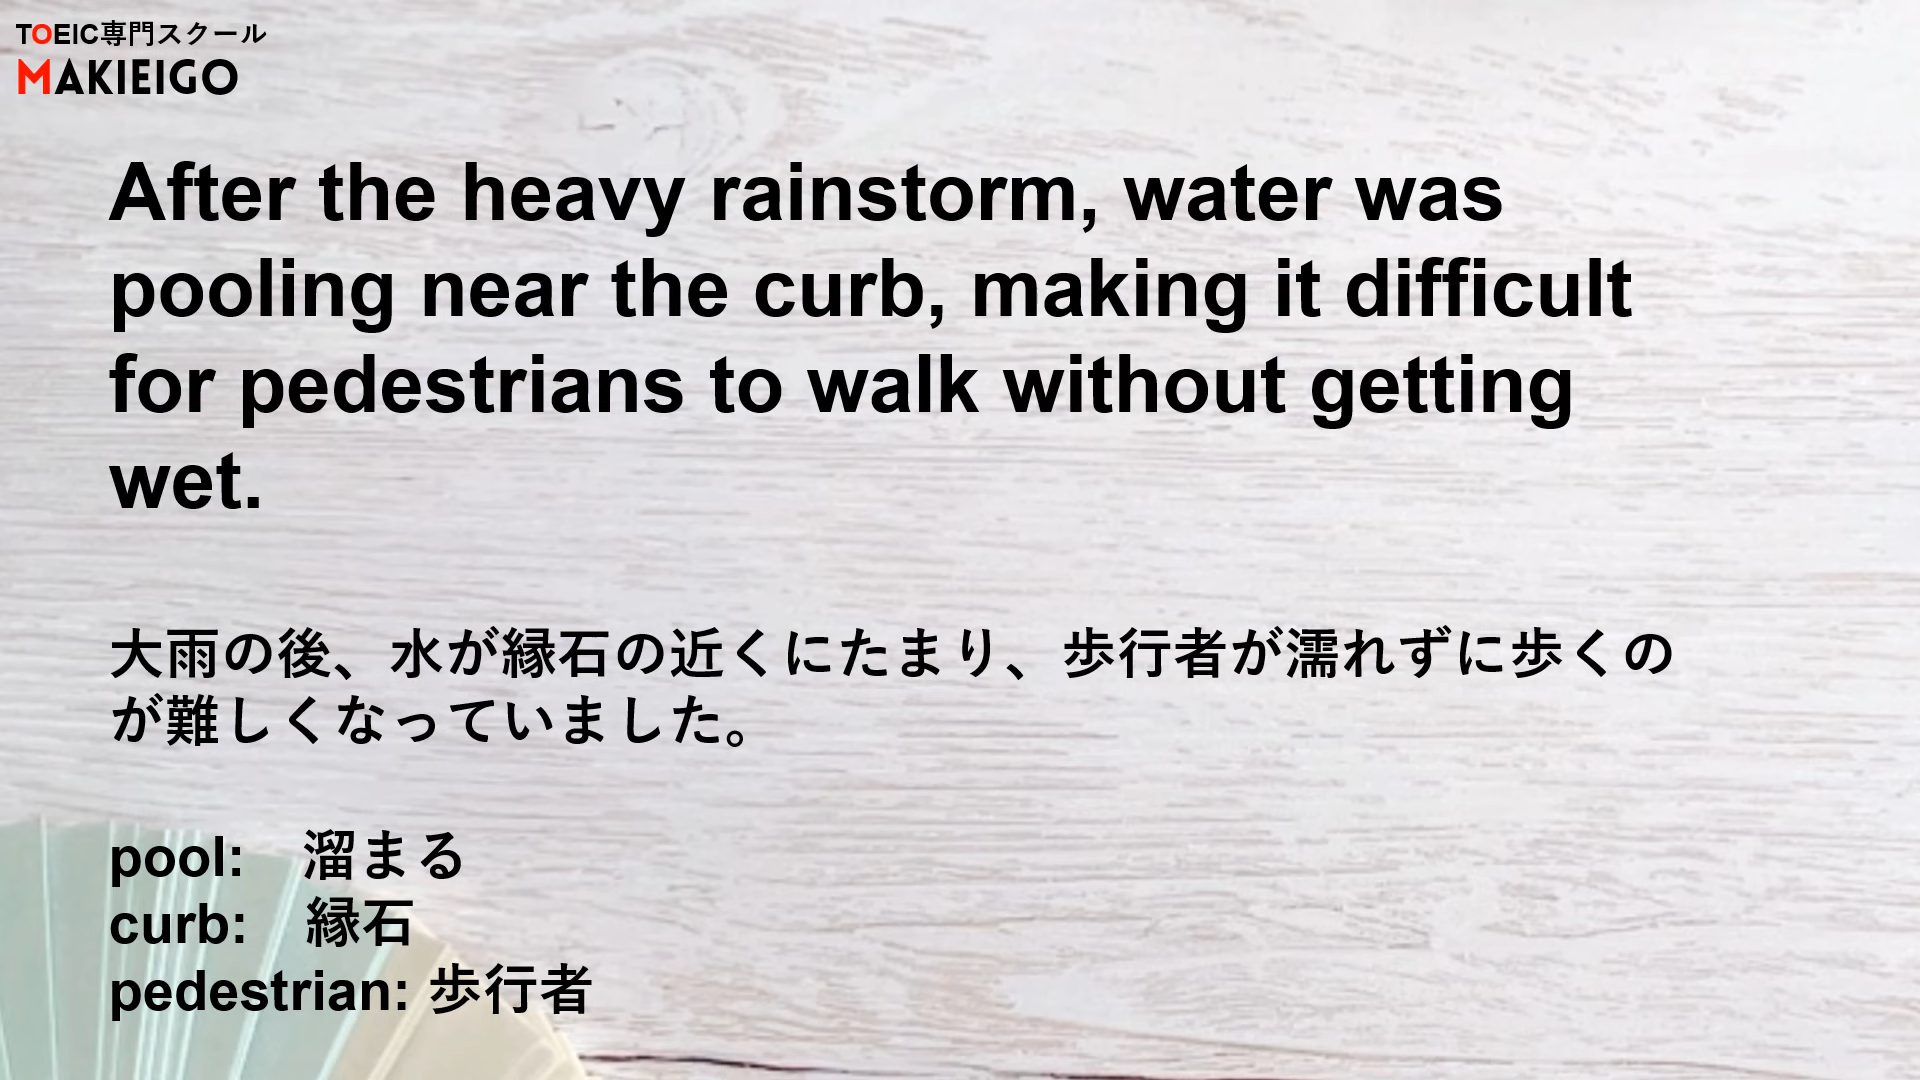 TOEIC専門スクール
MAKIEIGO
After the heavy rainstorm, water was
pooling near the curb, making it difficult
for pedestrians to walk without getting
wet.
大雨の後、水が縁石の近くにたまり、歩行者が濡れずに歩くの
が難しくなっていました。
pool: 溜まる
curb: 縁石
pedestrian: 歩行者